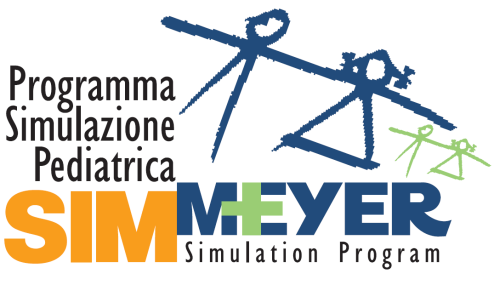 Programma
Simulazione
Pediatrica
SIMMEYER
Simulation Program